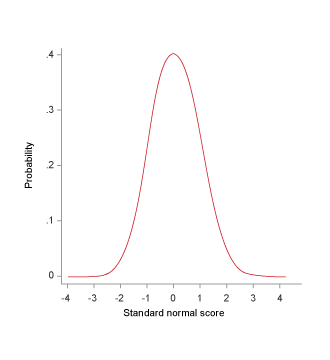 .4
.3
.2
.1
0
Probability
-4 -3 -2 -1 0 1 2 3 4
Standard normal score